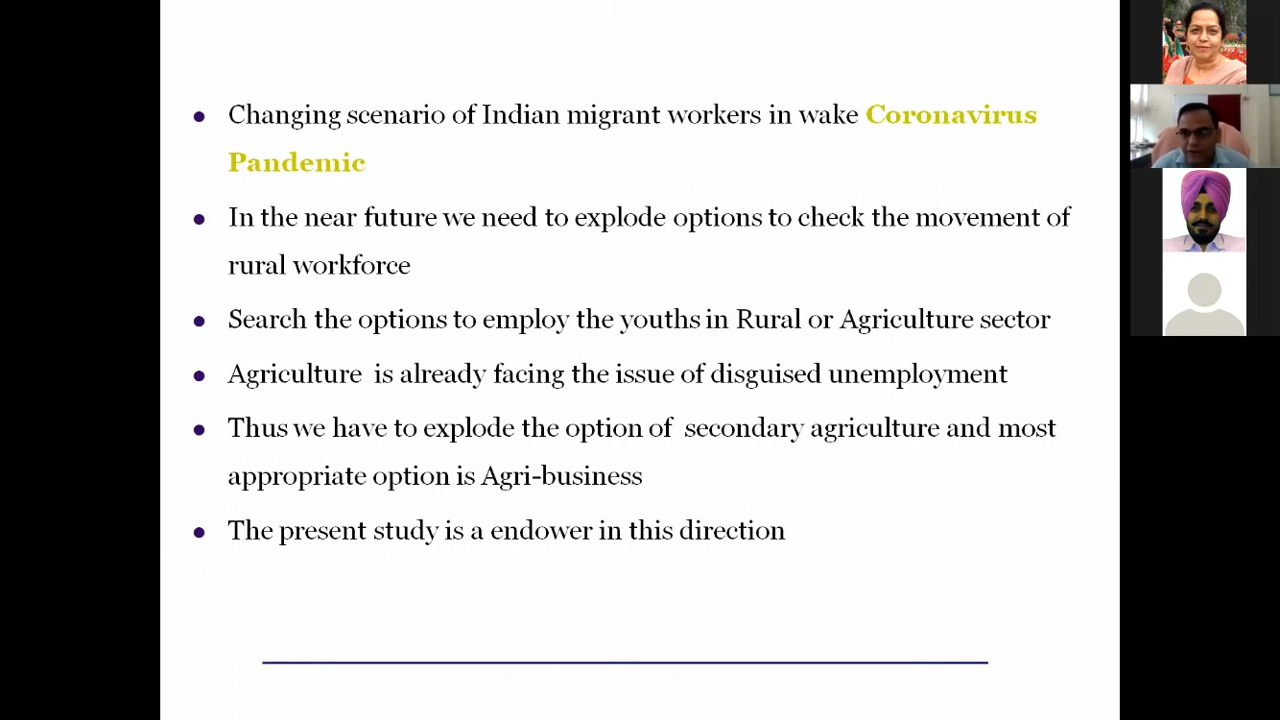 Changing scenario of Indian migrant workers in wake Coronavirus
Pandemic
In the near future we need to explode options to check the movement of
rural workforce
Search the options to employ the youths in Rural or Agriculture sector
Agriculture is already facing the issue of disguised unemployment
Thus we have to explode the option of secondary agriculture and most
appropriate option is Agri-business
The present study is a endower in this direction